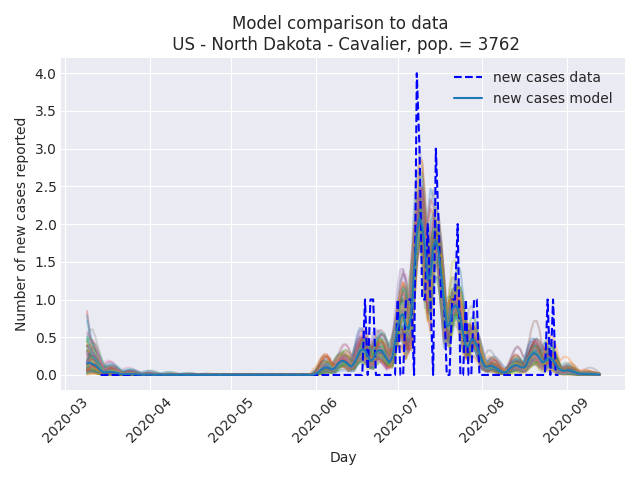 Model comparison to data
US - North Dakota - Cavalier, pop. = 3762
new cases data
new cases model
Number of new cases reported
4.0
3.5
3.0
2.5
2.0
1.5
1.0
0.5
0.0
2020-03
2020-04
2020-05
2020-06
2020-07
2020-08
2020-09
Day